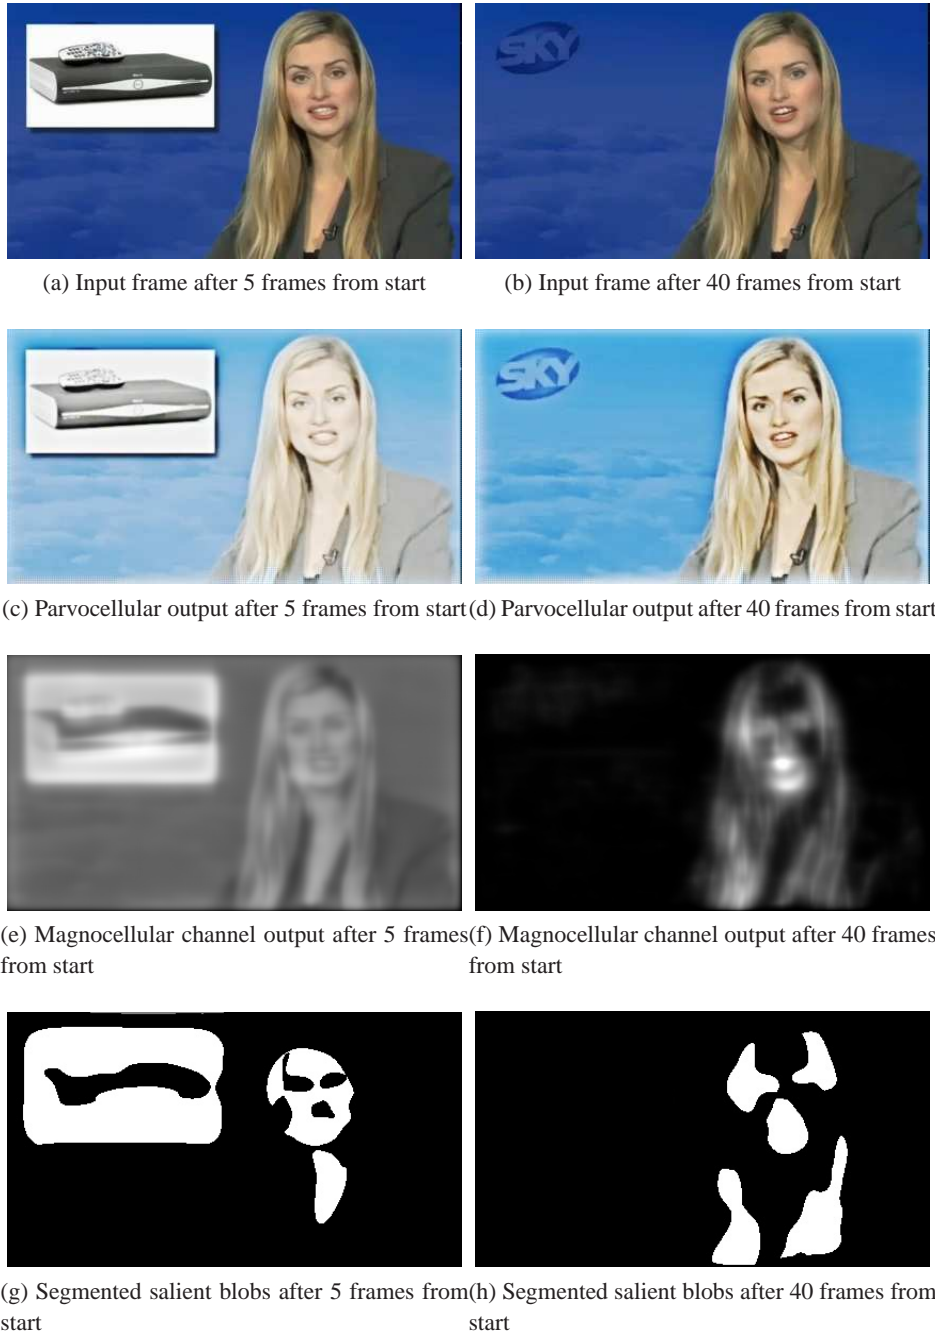 SKY
(a) Input frame after 5 frames from start
(b) Input frame after 40 frames from start
SKY
(c) Parvocellular output after 5 frames from start
(d) Parvocellular output after 40 frames from start
(e) Magnocellular channel output after 5 frames
from start
(f) Magnocellular channel output after 40 frames
from start
(g) Segmented salient blobs after 5 frames from
start
(h) Segmented salient blobs after 40 frames from
start